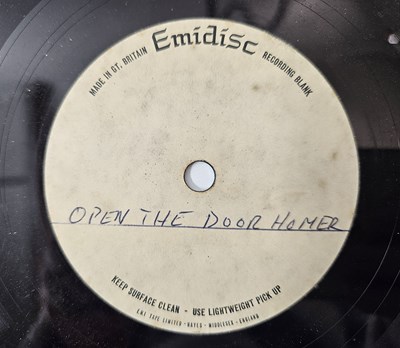 MADE IN GT. BRITAIN
Emidisc
RECORDING BLANK
OPEN THE DOOR HOMER
KEEP SURFACE CLEAN - USE LIGHTWEIGHT PICK UP
E.M.I. TAPE LIMITED - HAYES - MIDDLESEX - ENGLAND